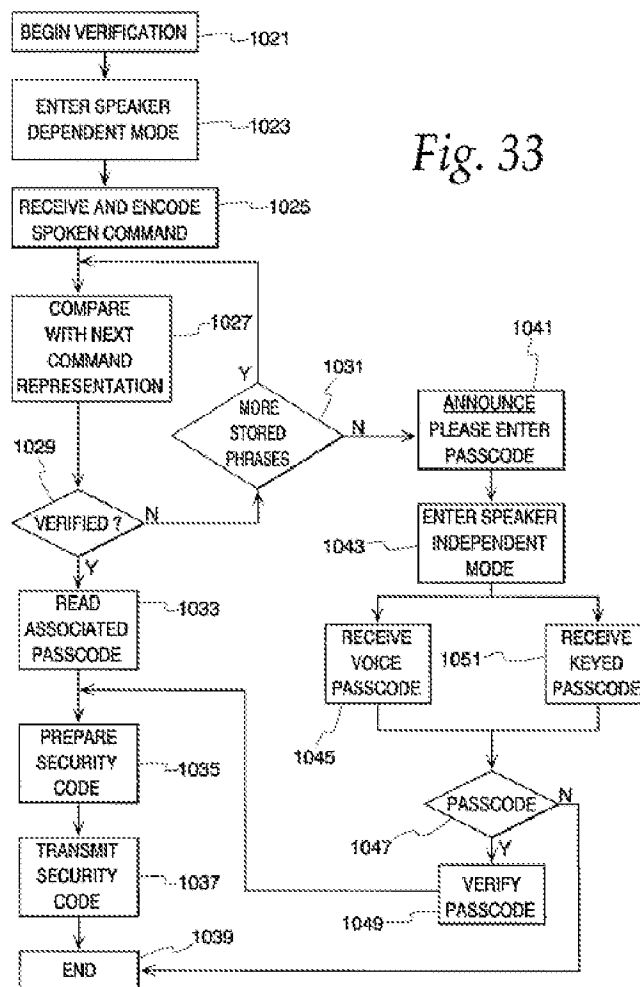 BEGIN VERIFICATION
1021
ENTER SPEAKER
DEPENDENT MODE
1023
Fig. 33
RECEIVE AND ENCODE
SPOKEN COMMAND
1025
COMPARE
WITH NEXT
COMMAND
REPRESENTATION
1027
Y
MORE
STORED
PHRASES
1031
N
1041
ANNOUNCE
PLEASE ENTER
PASSCODE
1029
VERIFIED ?
N
Y
ENTER SPEAKER
INDEPENDENT
MODE
1043
READ
ASSOCIATED
PASSCODE
1033
RECEIVE
VOICE
PASSCODE
1045
1051
RECEIVE
KEYED
PASSCODE
PREPARE
SECURITY
CODE
1035
PASSCODE
N
1047
Y
TRANSMIT
SECURITY
CODE
1037
VERIFY
PASSCODE
1049
END
1039